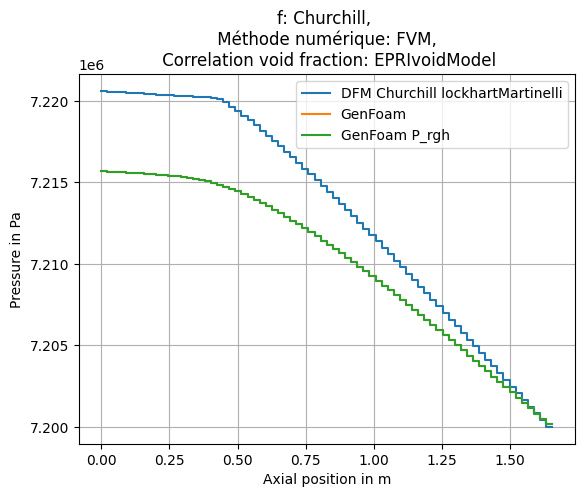 f: Churchill,
Méthode numérique: FVM,
Correlation void fraction: EPRIvoidModel
1e6
DFM Churchill lockhartMartinelli
GenFoam
GenFoam P_rgh
7.220
7.215
7.210
7.205
7.200
Pressure in Pa
0.00 0.25 0.50 0.75 1.00 1.25 1.50
Axial position in m